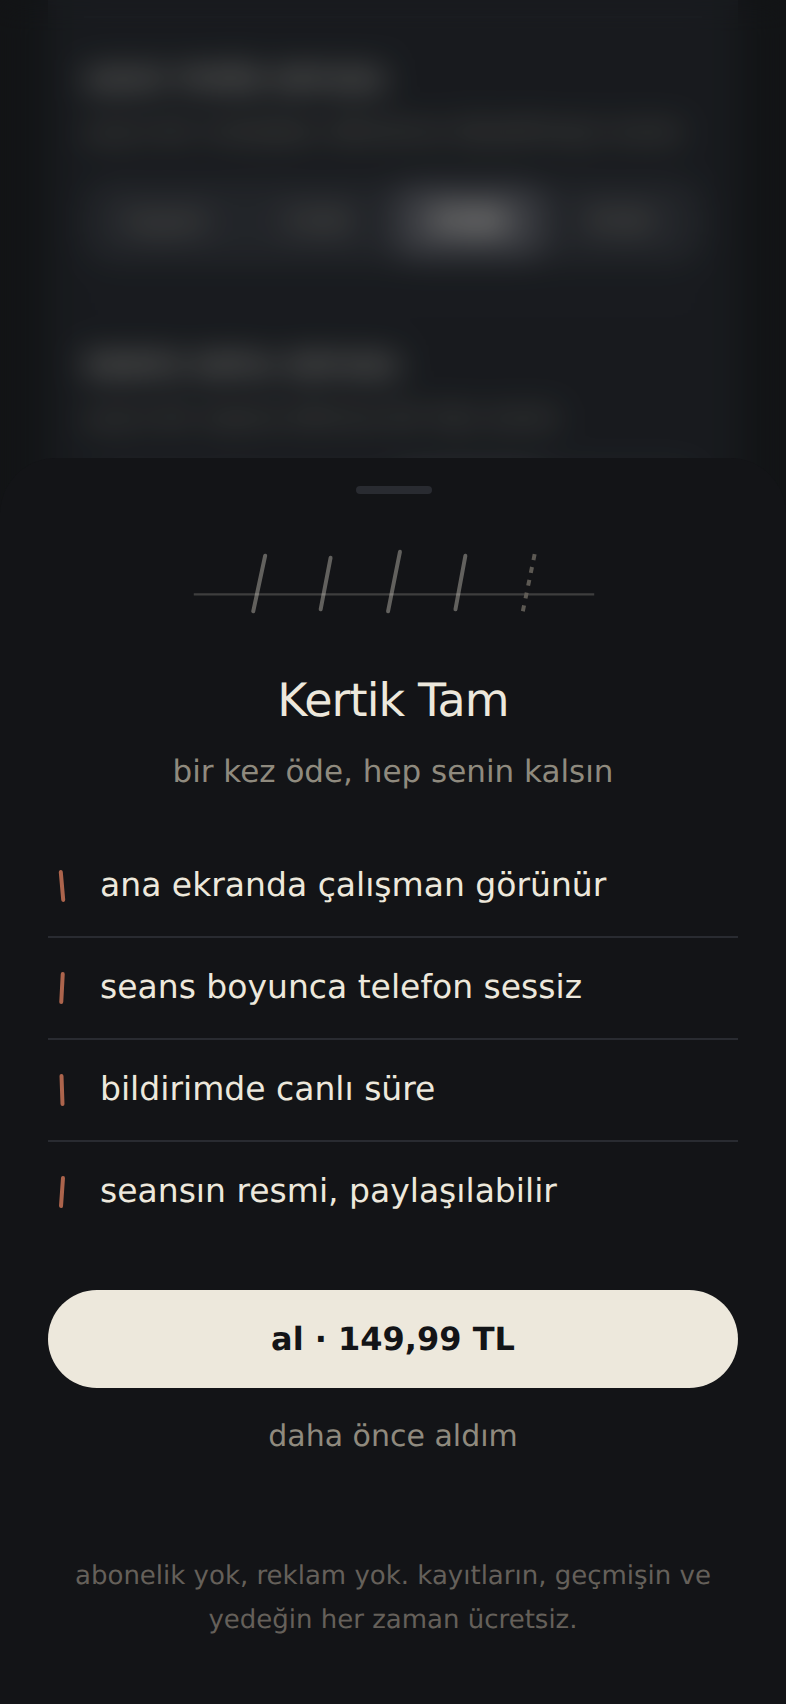 Kertik Tam
bir kez öde, hep senin kalsın
ana ekranda çalışman görünür
seans boyunca telefon sessiz
bildirimde canlı süre
seansın resmi, paylaşılabilir
al · 149,99 TL
daha önce aldım
abonelik yok, reklam yok. kayıtların, geçmişin ve
yedeğin her zaman ücretsiz.